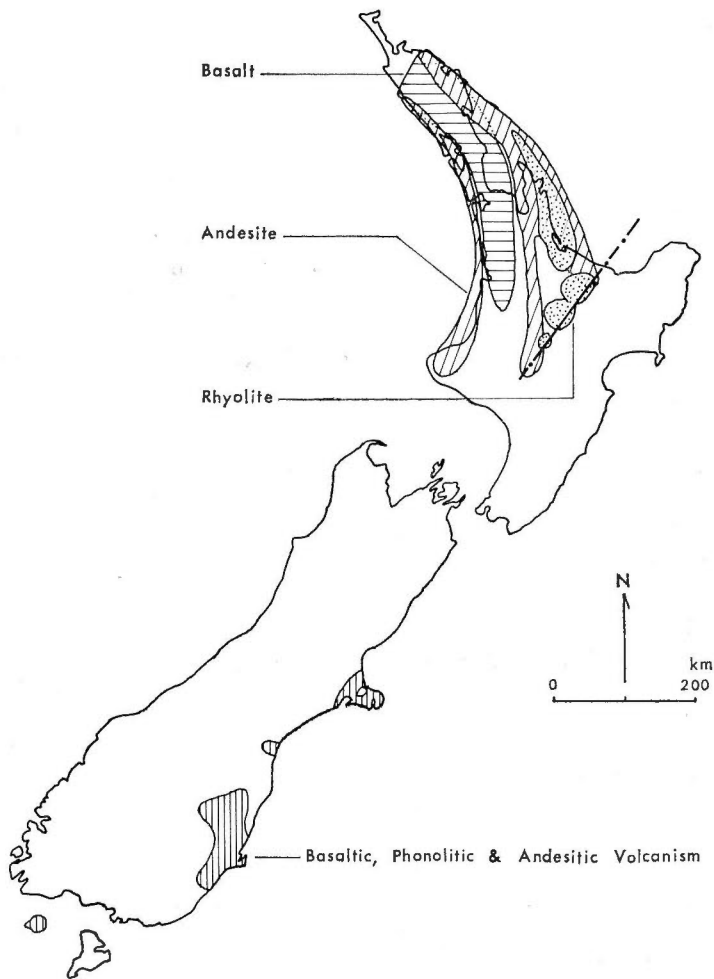 Basalt
Andesite
Rhyolite
N
km
0 200
Basaltic, Phonolitic & Andesitic Volcanism